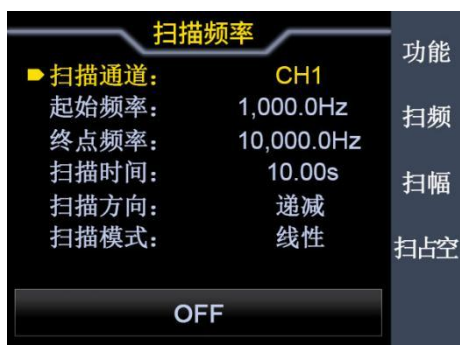 扫描频率
扫描通道： CH1
起始频率： 1,000.0Hz
终点频率： 10,000.0Hz
扫描时间： 10.00s
扫描方向： 递减
扫描模式： 线性
OFF
功能
扫频
扫幅
扫占空